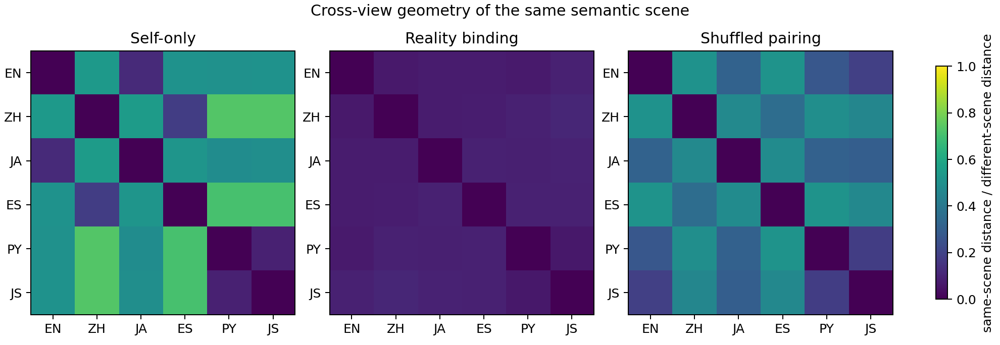 Cross-view geometry of the same semantic scene
Self-only
EN
ZH
JA
ES
PY
JS
EN ZH JA ES PY JS
Reality binding
EN
ZH
JA
ES
PY
JS
EN ZH JA ES PY JS
Shuffled pairing
EN
ZH
JA
ES
PY
JS
EN ZH JA ES PY JS
1.0
0.8
0.6
0.4
0.2
0.0
same-scene distance / different-scene distance